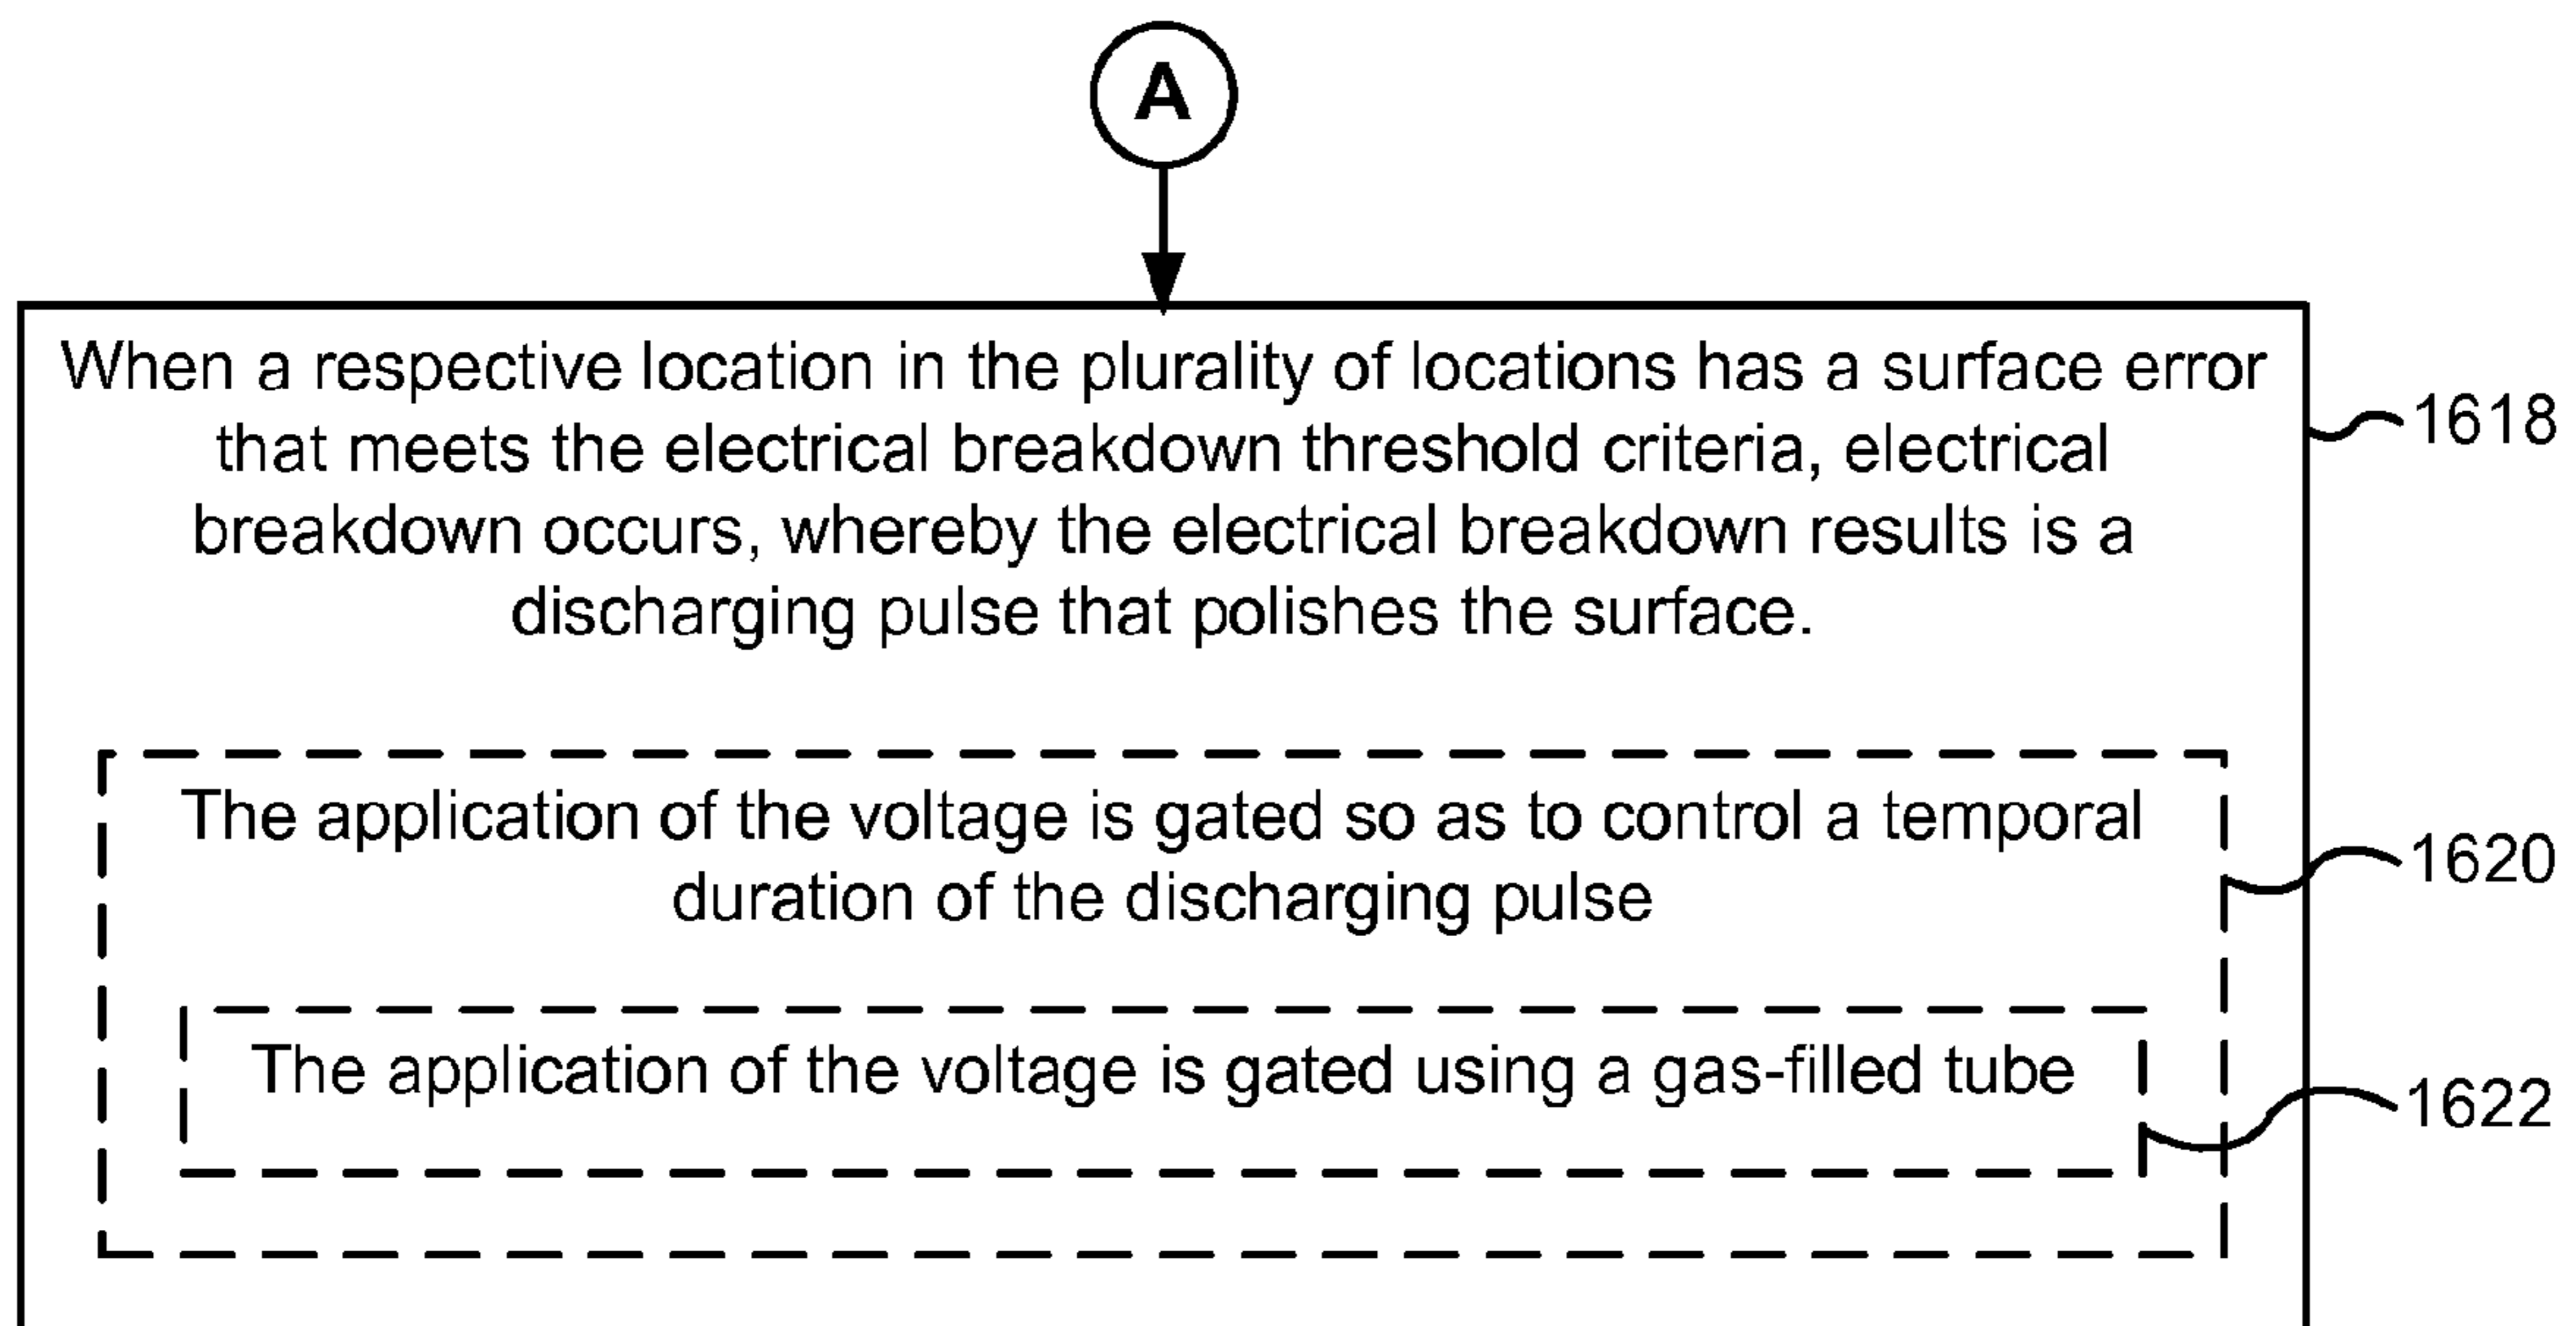 A
When a respective location in the plurality of locations has a surface error
that meets the electrical breakdown threshold criteria, electrical
breakdown occurs, whereby the electrical breakdown results is a
discharging pulse that polishes the surface.
1618
The application of the voltage is gated so as to control a temporal
duration of the discharging pulse
1620
The application of the voltage is gated using a gas-filled tube
1622